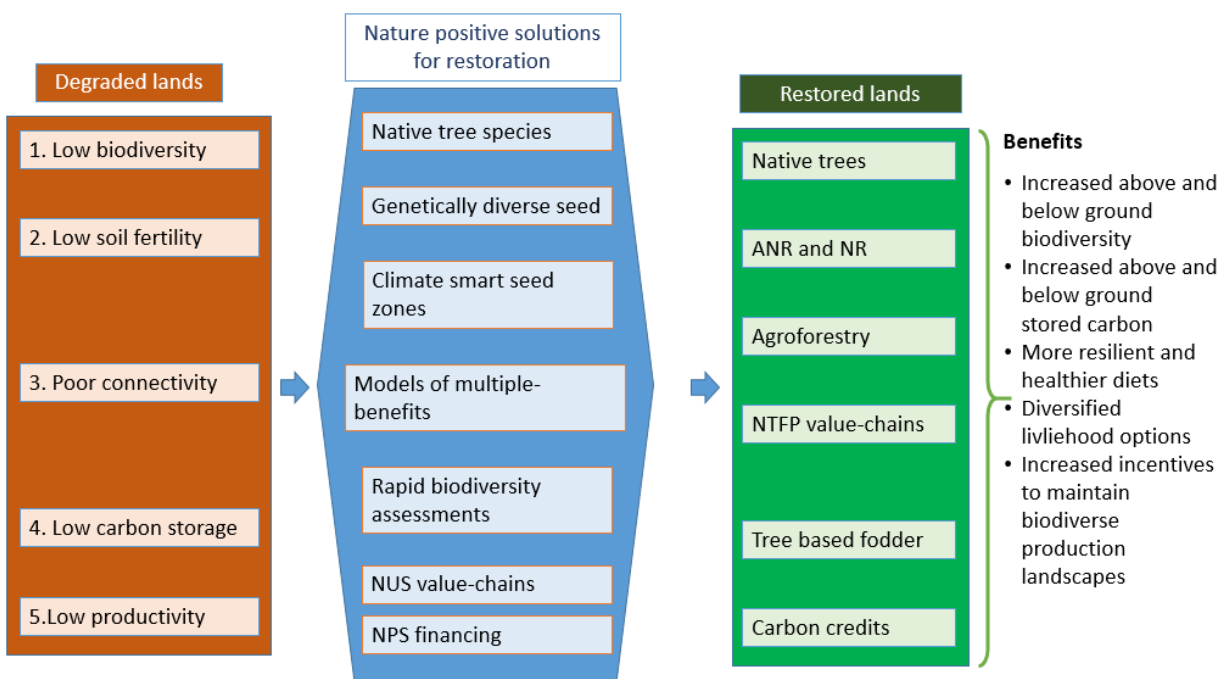 Degraded lands
1. Low biodiversity
2. Low soil fertility
3. Poor connectivity
4. Low carbon storage
5.Low productivity
Nature positive solutions
for restoration
Native tree species
Genetically diverse seed
Climate smart seed
zones
Models of multiple-
benefits
Rapid biodiversity
assessments
NUS value-chains
NPS financing
Restored lands
Native trees
ANR and NR
Agroforestry
NTFP value-chains
Tree based fodder
Carbon credits
Benefits
• Increased above and
below ground
biodiversity
• Increased above and
below ground
stored carbon
• More resilient and
healthier diets
• Diversified
livliehood options
• Increased incentives
to maintain
biodiverse
production
landscapes